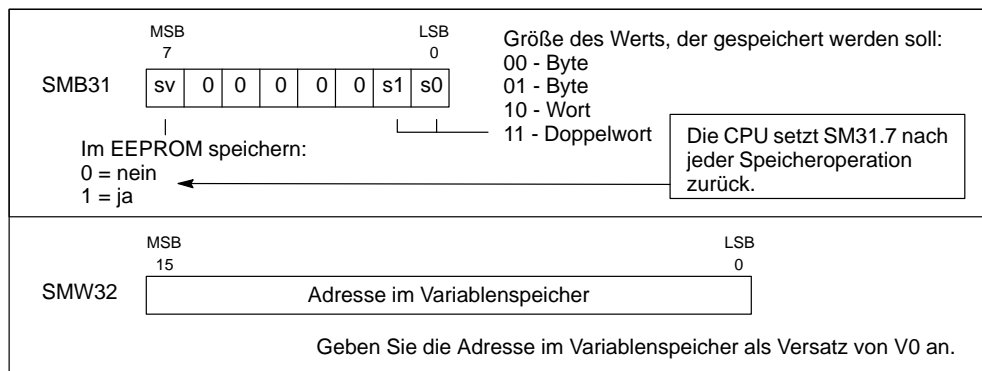 MSB LSB
7 0
SMB31 sv 0 0 0 0 0 s1 s0
Größe des Werts, der gespeichert werden soll:
00 - Byte
01 - Byte
10 - Wort
11 - Doppelwort
Im EEPROM speichern:
0 = nein
1 = ja
Die CPU setzt SM31.7 nach
jeder Speicheroperation
zurück.
MSB LSB
15 0
SMW32 Adresse im Variablenspeicher
Geben Sie die Adresse im Variablenspeicher als Versatz von V0 an.